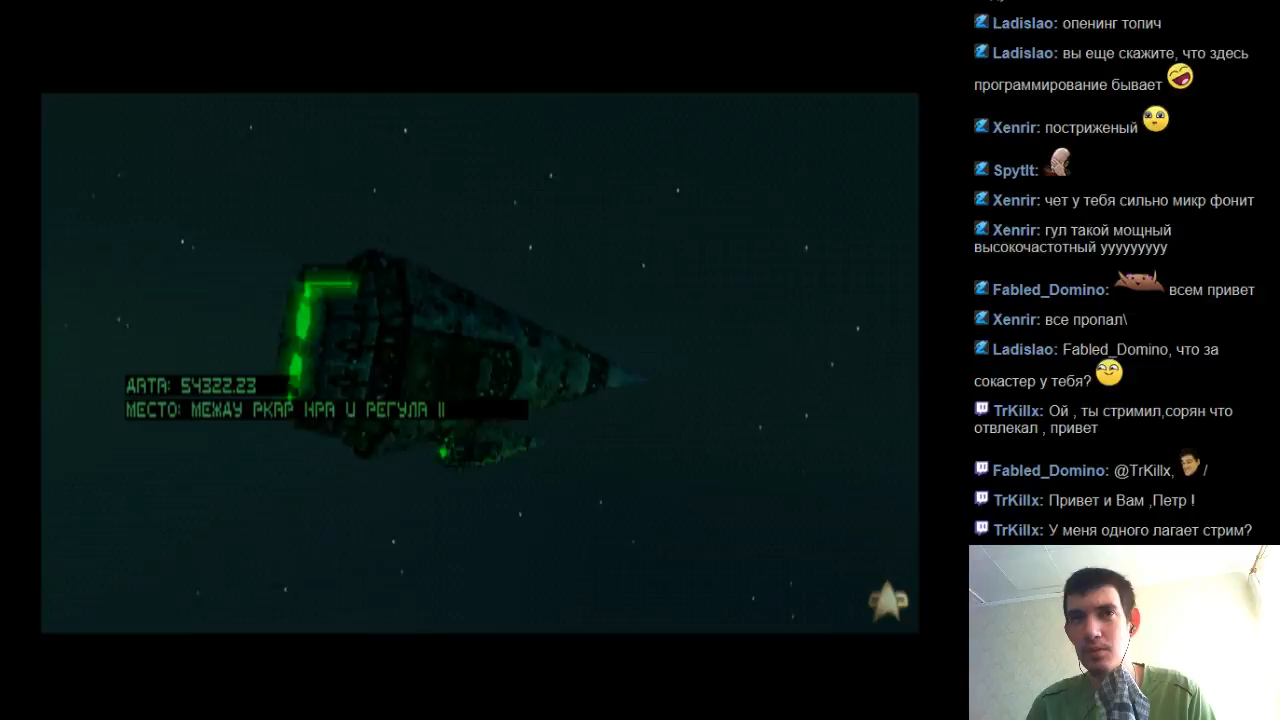 ДАТА: 54322.23
МЕСТО: МЕЖДУ РКАР НРА И РЕГУЛА II
Ladislao: опенинг топич
Ladislao: вы еще скажите, что здесь
программирование бывает
Xenrir: постриженый
SpytIt:
Xenrir: чет у тебя сильно микр фонит
Xenrir: гул такой мощный
высокочастотный ууууууууу
Fabled_Domino: всем привет
Xenrir: все пропал\
Ladislao: Fabled_Domino, что за
сокастер у тебя?
TrKillx: Ой , ты стримил,сорян что
отвлекал , привет
Fabled_Domino: @TrKillx, /
TrKillx: Привет и Вам ,Петр !
TrKillx: У меня одного лагает стрим?